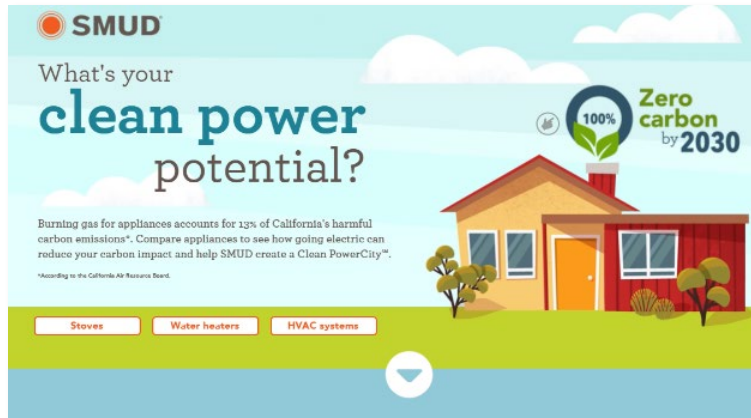 SMUD®
What's your
clean power
potential?
100%
Zero
carbon
by 2030
Burning gas for appliances accounts for 13% of California's harmful
carbon emissions*. Compare appliances to see how going electric can
reduce your carbon impact and help SMUD create a Clean PowerCity℠.
*According to the California Air Resource Board.
Stoves
Water heaters
HVAC systems